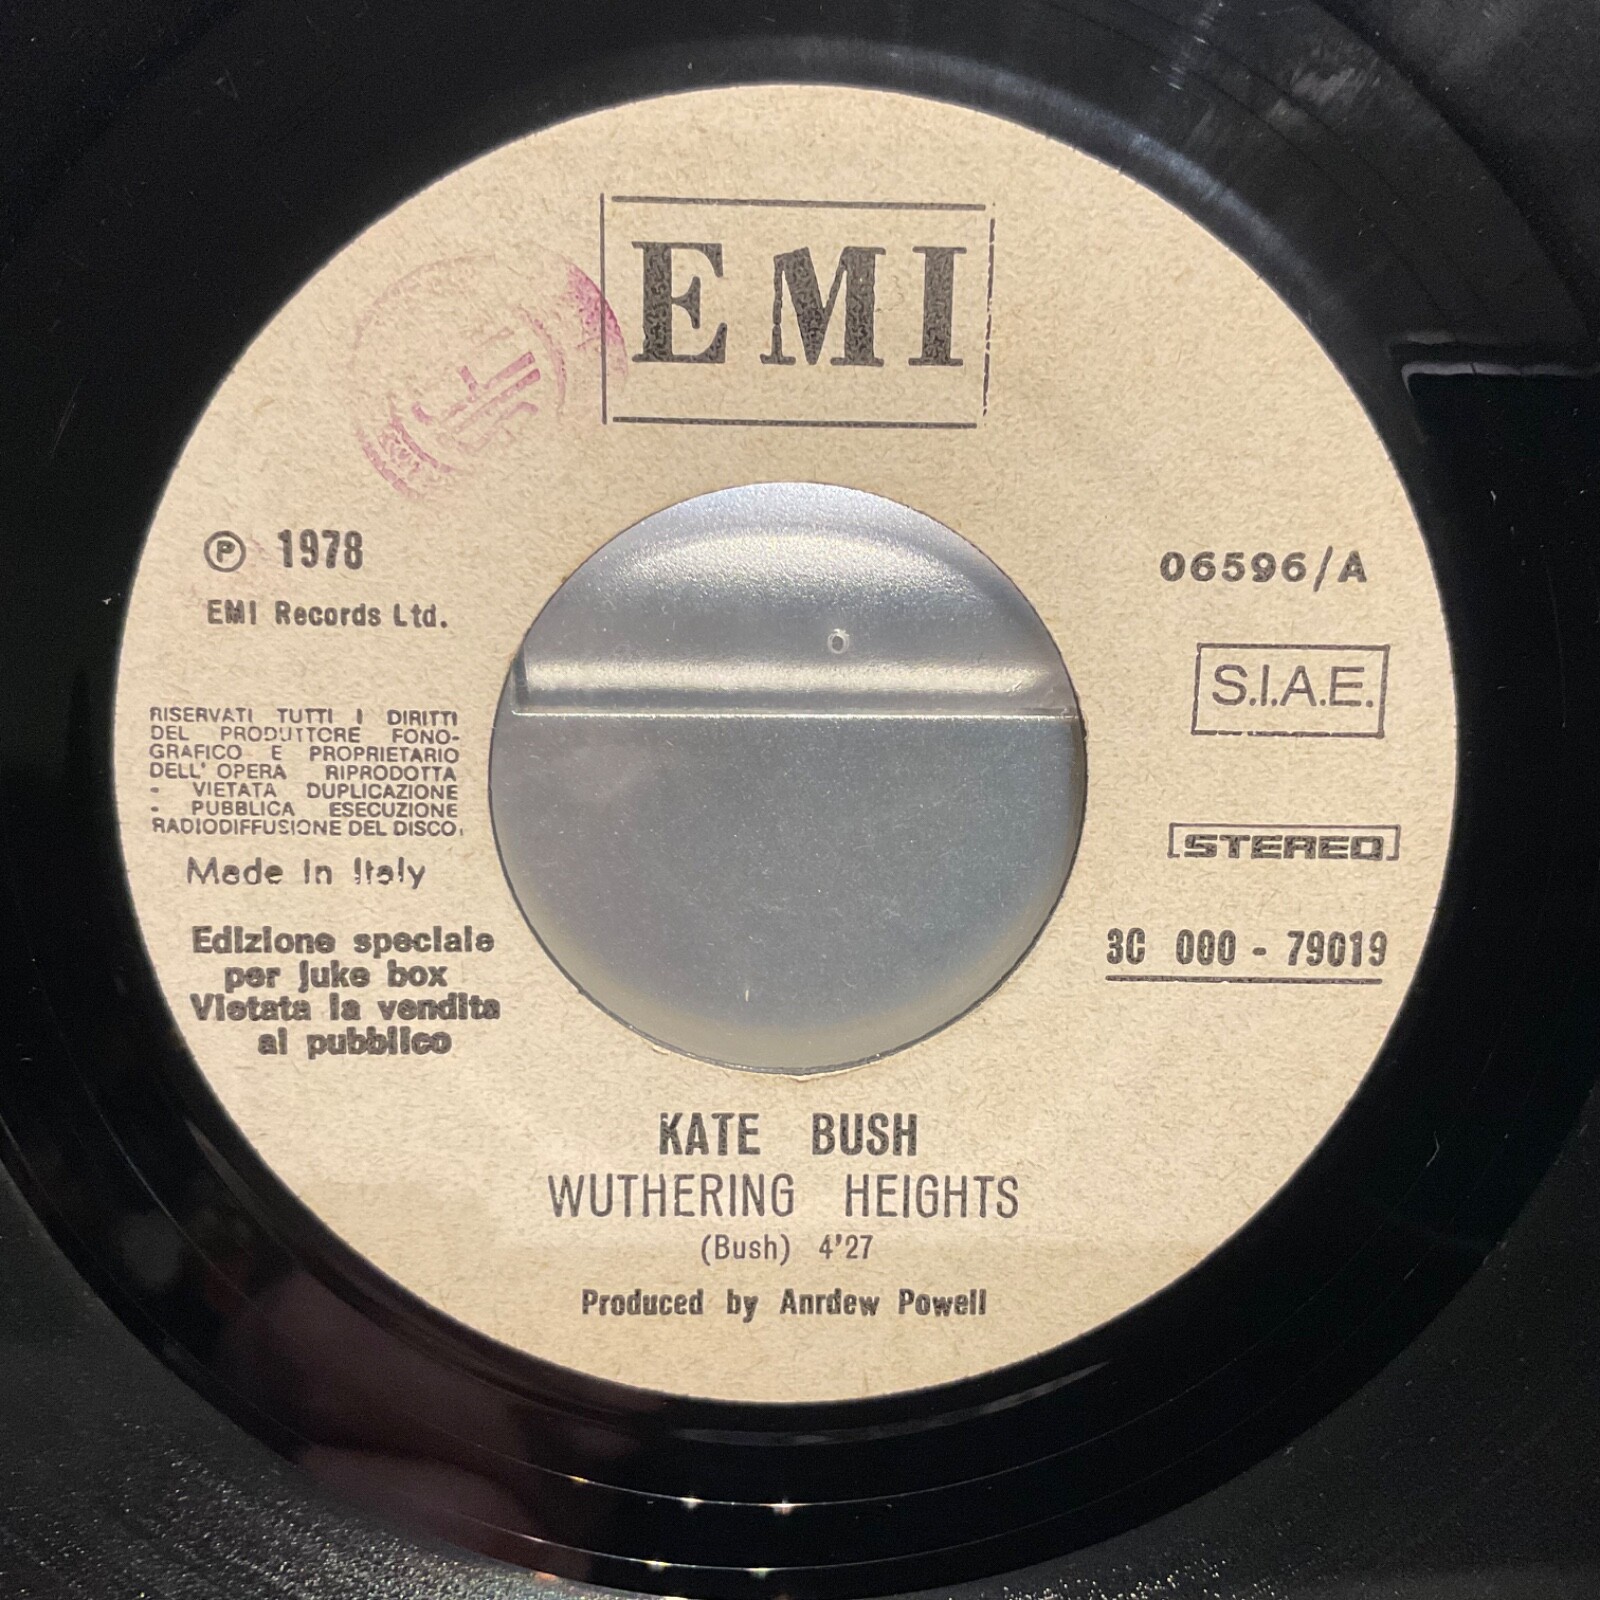 EMI
℗ 1978
EMI Records Ltd.
06596/A
S.I.A.E.
RISERVATI TUTTI I DIRITTI
DEL PRODUTTORE FONO-
GRAFICO E PROPRIETARIO
DELL' OPERA RIPRODOTTA
- VIETATA DUPLICAZIONE
- PUBBLICA ESECUZIONE
RADIODIFFUSIONE DEL DISCO.
Made in Italy
STEREO
Edizione speciale
per juke box
Vietata la vendita
al pubblico
3C 000 - 79019
KATE BUSH
WUTHERING HEIGHTS
(Bush) 4'27
Produced by Anrdew Powell